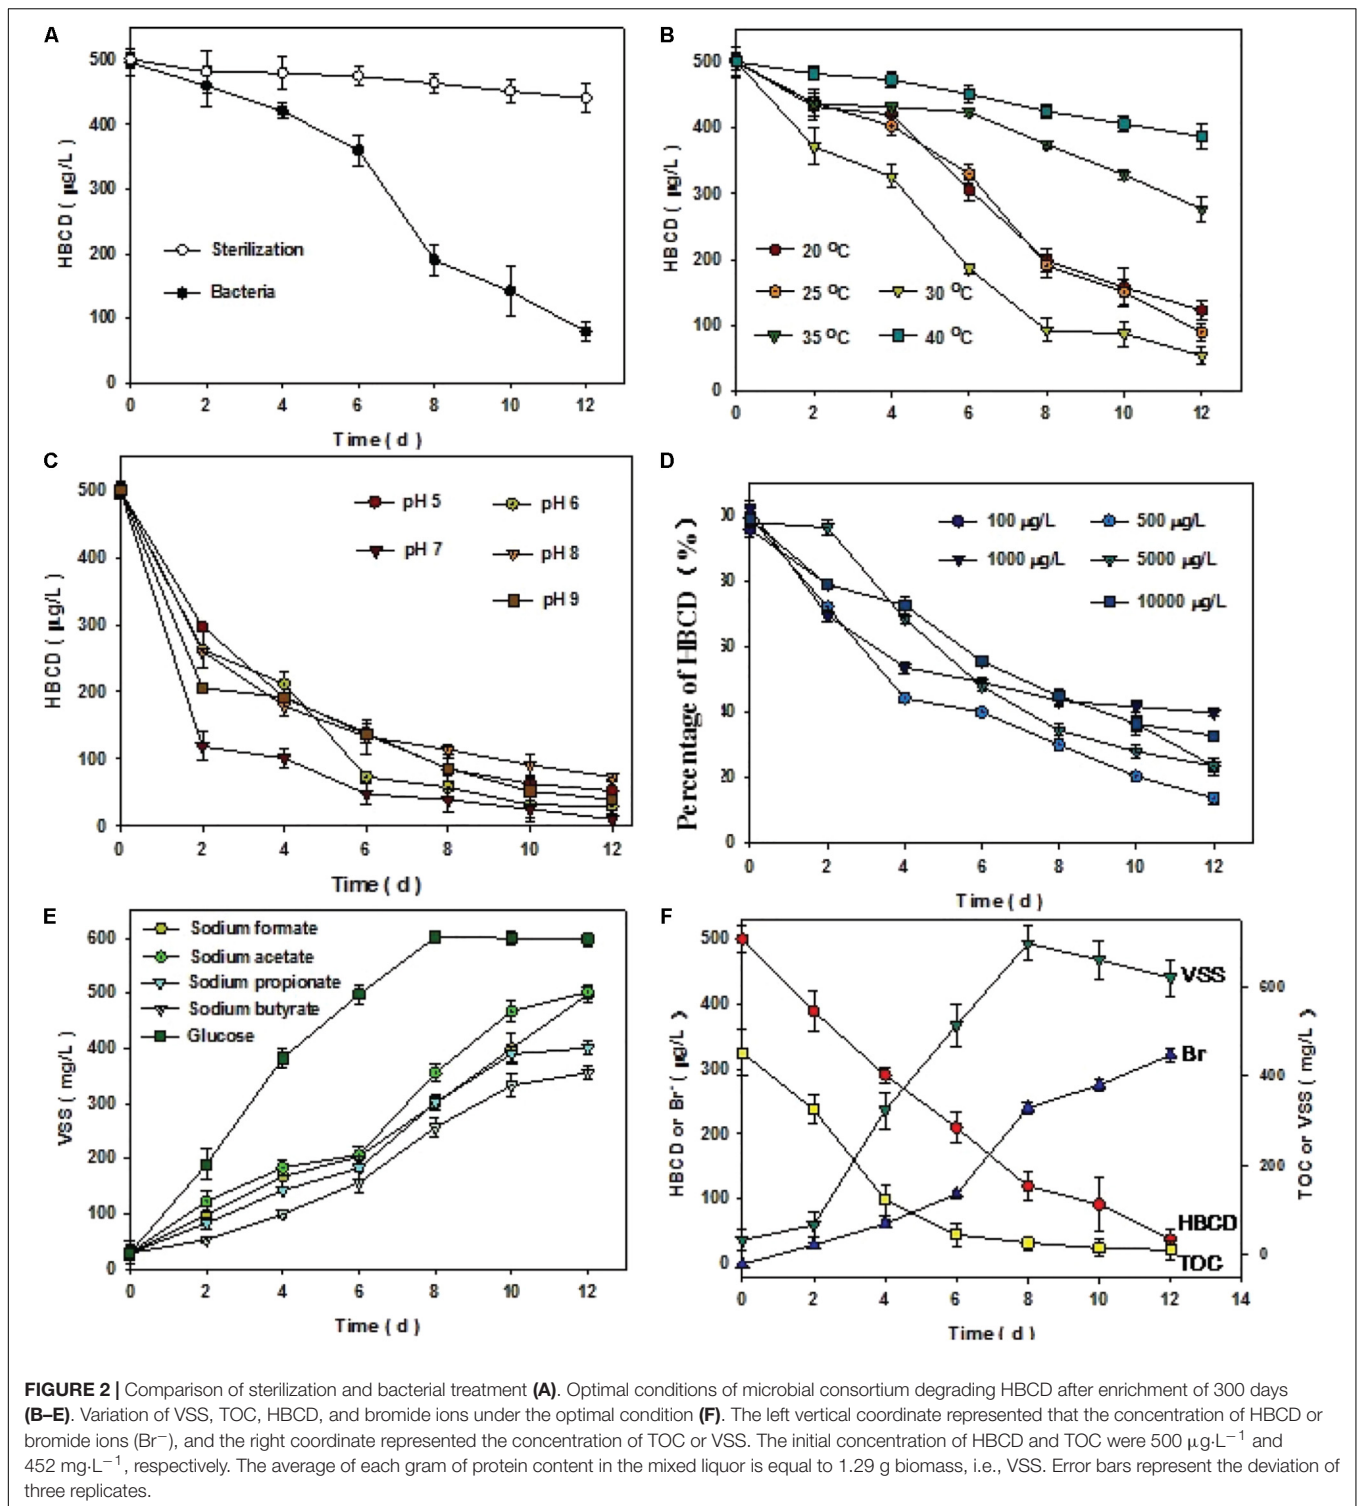 A
500
400
300
200
100
0
HBCD ( μg/L )
Sterilization
Bacteria
0 2 4 6 8 10 12
Time ( d )
B
500
400
300
200
100
0
HBCD ( μg/L )
20 °C
25 °C 30 °C
35 °C 40 °C
0 2 4 6 8 10 12
Time ( d )
C
500
400
300
200
100
0
HBCD ( μg/L )
pH 5 pH 6
pH 7 pH 8
pH 9
0 2 4 6 8 10 12
Time ( d )
D
Percentage of HBCD ( % )
40
20
0
100 μg/L 500 μg/L
1000 μg/L 5000 μg/L
10000 μg/L
0 2 4 6 8 10 12
Time ( d )
E
600
500
400
300
200
100
0
VSS ( mg/L )
Sodium formate
Sodium acetate
Sodium propionate
Sodium butyrate
Glucose
0 2 4 6 8 10 12
Time ( d )
F
500
400
300
200
100
0
HBCD or Br⁻ ( μg/L )
VSS
Br
HBCD
TOC
600
400
200
0
TOC or VSS ( mg/L )
0 2 4 6 8 10 12 14
Time ( d )
FIGURE 2 | Comparison of sterilization and bacterial treatment (A). Optimal conditions of microbial consortium degrading HBCD after enrichment of 300 days
(B–E). Variation of VSS, TOC, HBCD, and bromide ions under the optimal condition (F). The left vertical coordinate represented that the concentration of HBCD or
bromide ions (Br⁻), and the right coordinate represented the concentration of TOC or VSS. The initial concentration of HBCD and TOC were 500 μg·L⁻¹ and
452 mg·L⁻¹, respectively. The average of each gram of protein content in the mixed liquor is equal to 1.29 g biomass, i.e., VSS. Error bars represent the deviation of
three replicates.